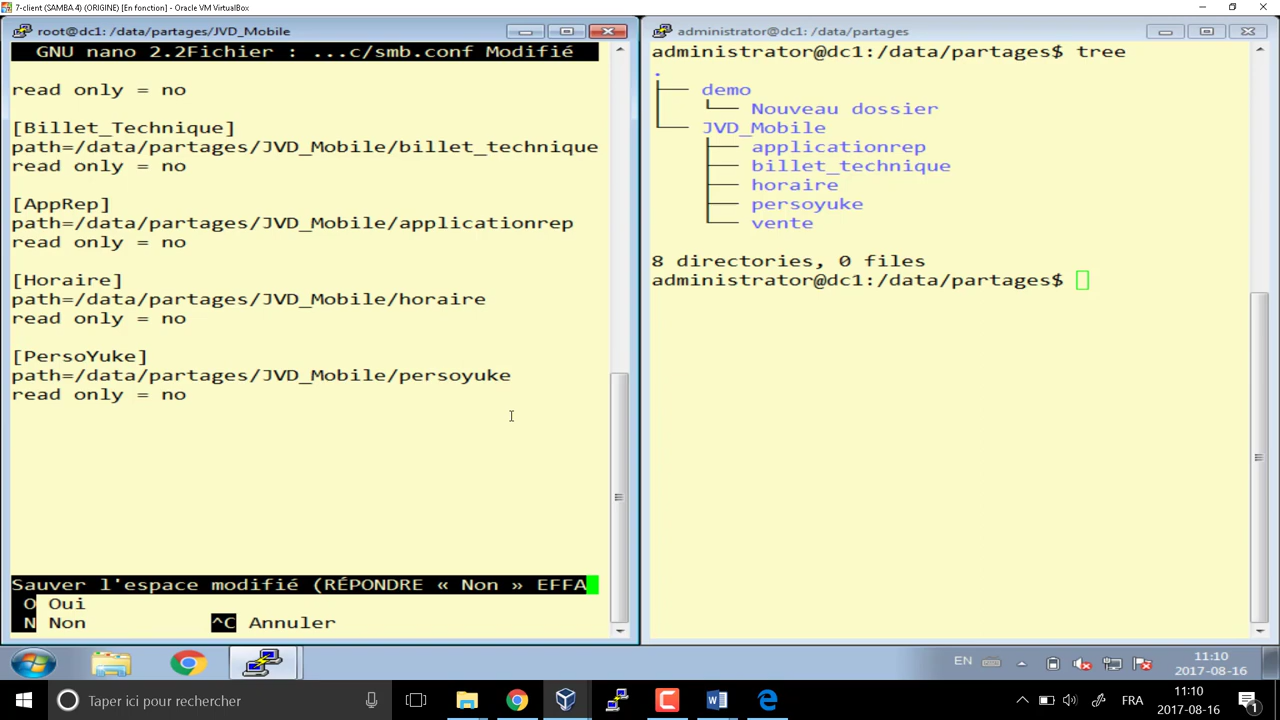 7-client (SAMBA 4) (ORIGINE) [En fonction] - Oracle VM VirtualBox
root@dc1: /data/partages/JVD_Mobile
GNU nano 2.2Fichier : ...c/smb.conf Modifié
read only = no
[Billet_Technique]
path=/data/partages/JVD_Mobile/billet_technique
read only = no
[AppRep]
path=/data/partages/JVD_Mobile/applicationrep
read only = no
[Horaire]
path=/data/partages/JVD_Mobile/horaire
read only = no
[PersoYuke]
path=/data/partages/JVD_Mobile/persoyuke
read only = no
Sauver l'espace modifié (RÉPONDRE « Non » EFFA
O Oui
N Non ^C Annuler
administrator@dc1: /data/partages
administrator@dc1:/data/partages$ tree
.
├── demo
│   └── Nouveau dossier
└── JVD_Mobile
    ├── applicationrep
    ├── billet_technique
    ├── horaire
    ├── persoyuke
    └── vente
8 directories, 0 files
administrator@dc1:/data/partages$
EN
11:10
2017-08-16
Taper ici pour rechercher
FRA
11:10
2017-08-16
1